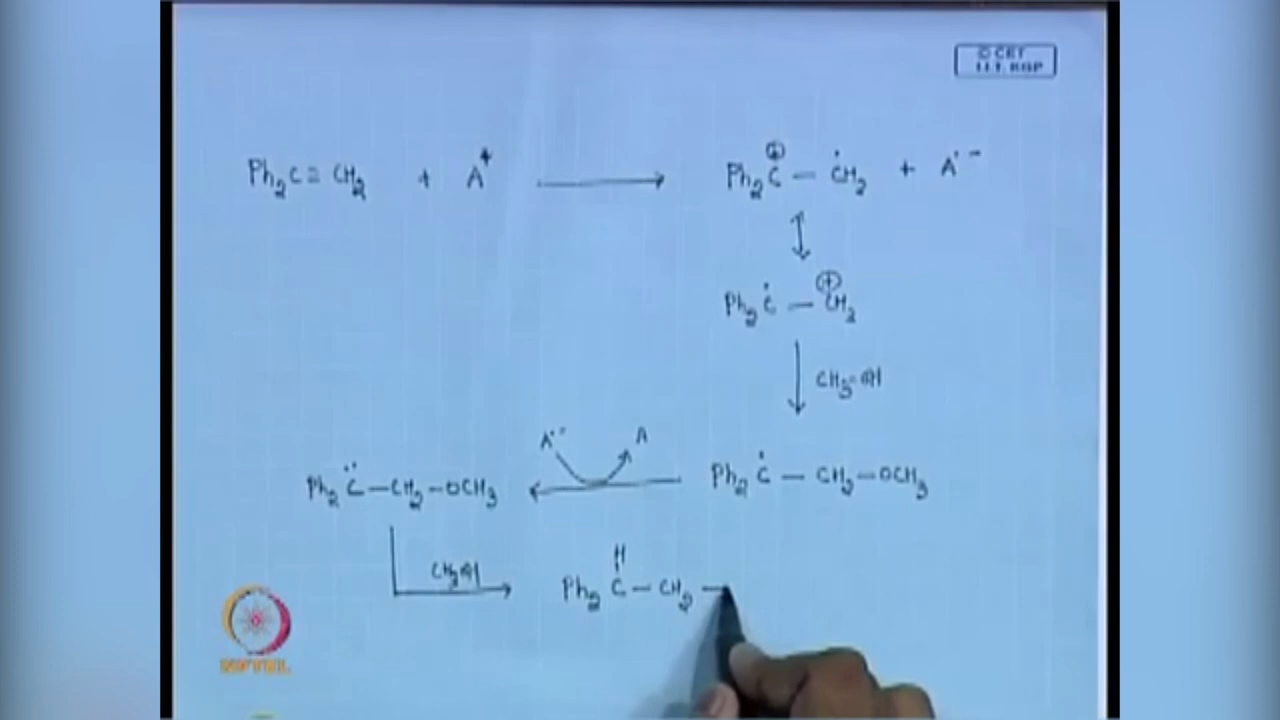 © CET
I.I.T. KGP
Ph₂C=CH₂ + A* → Ph₂C⊕ — ĊH₂ + A˙⁻
↕
Ph₂Ċ — ⊕CH₂
↓ CH₃OH
A˙⁻ A
Ph₂C̈—CH₂—OCH₃ ← Ph₂Ċ — CH₂—OCH₃
CH₃OH H
→ Ph₂C—CH₂—
NPTEL